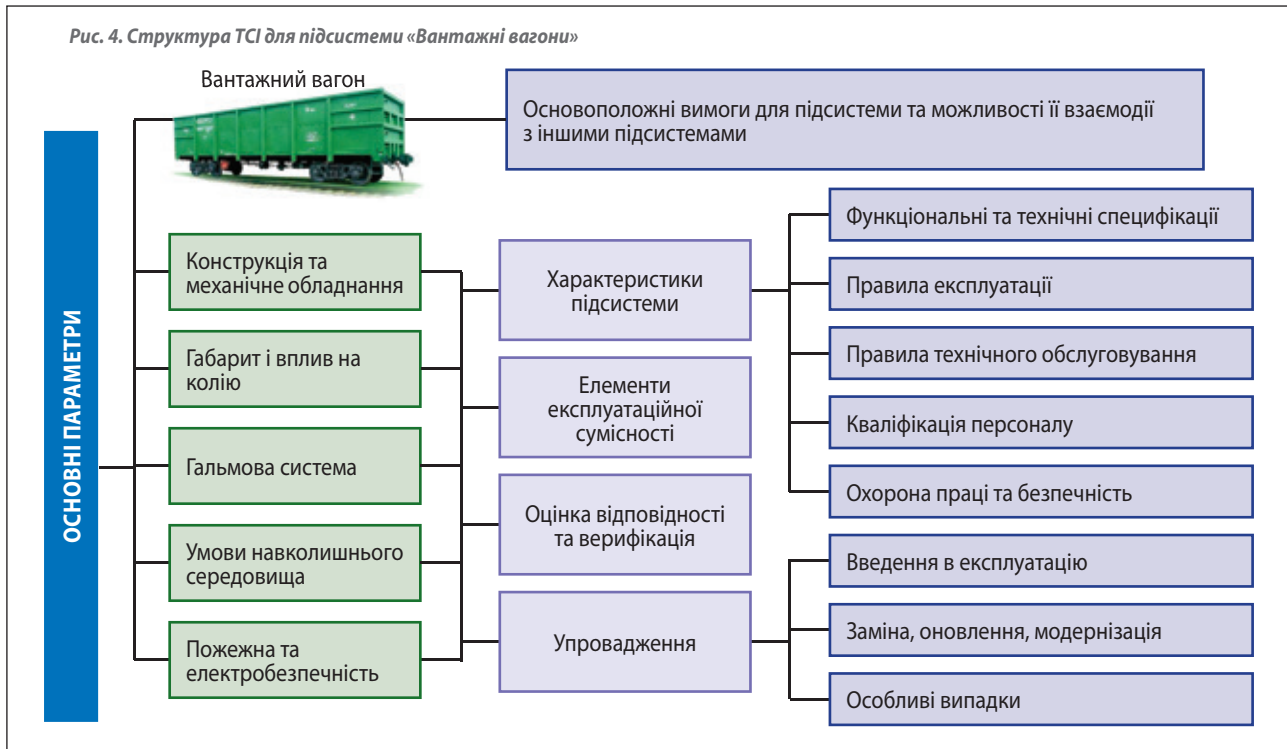 Рис. 4. Структура ТСІ для підсистеми «Вантажні вагони»
Вантажний вагон
Основоположні вимоги для підсистеми та можливості її взаємодії
з іншими підсистемами
ОСНОВНІ ПАРАМЕТРИ
Конструкція та
механічне обладнання
Габарит і вплив на
колію
Гальмова система
Умови навколишнього
середовища
Пожежна та
електробезпечність
Характеристики
підсистеми
Елементи
експлуатаційної
сумісності
Оцінка відповідності
та верифікація
Упровадження
Функціональні та технічні специфікації
Правила експлуатації
Правила технічного обслуговування
Кваліфікація персоналу
Охорона праці та безпечність
Введення в експлуатацію
Заміна, оновлення, модернізація
Особливі випадки